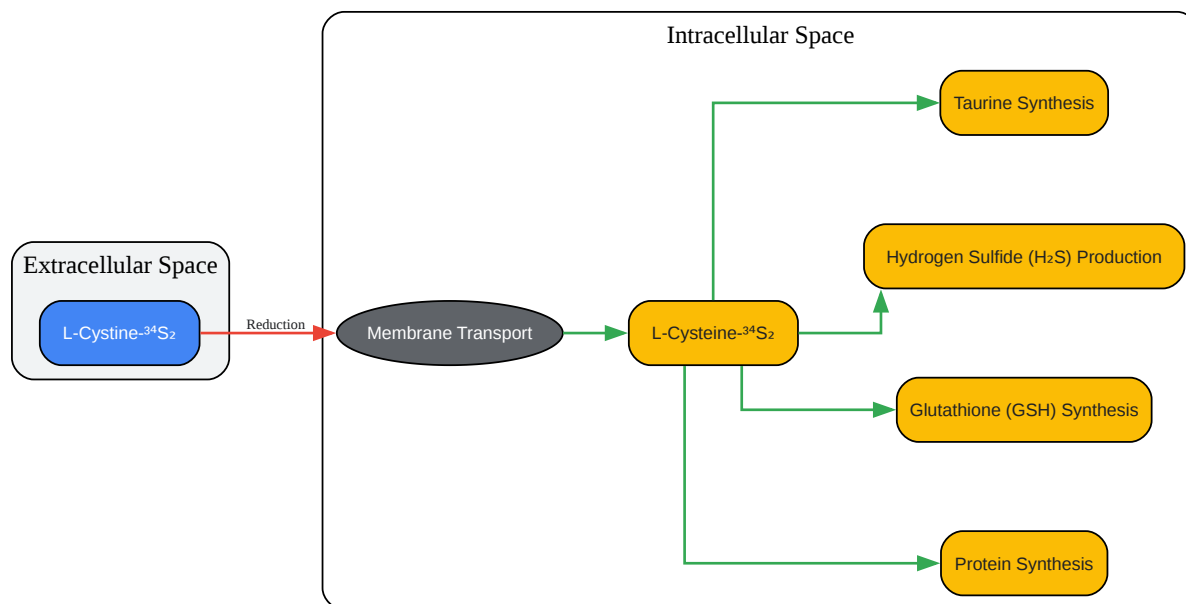 Intracellular Space
Taurine Synthesis
Extracellular Space
Hydrogen Sulfide (H₂S) Production
L-Cystine-³⁴S₂
Reduction
Membrane Transport
L-Cysteine-³⁴S₂
Glutathione (GSH) Synthesis
Protein Synthesis